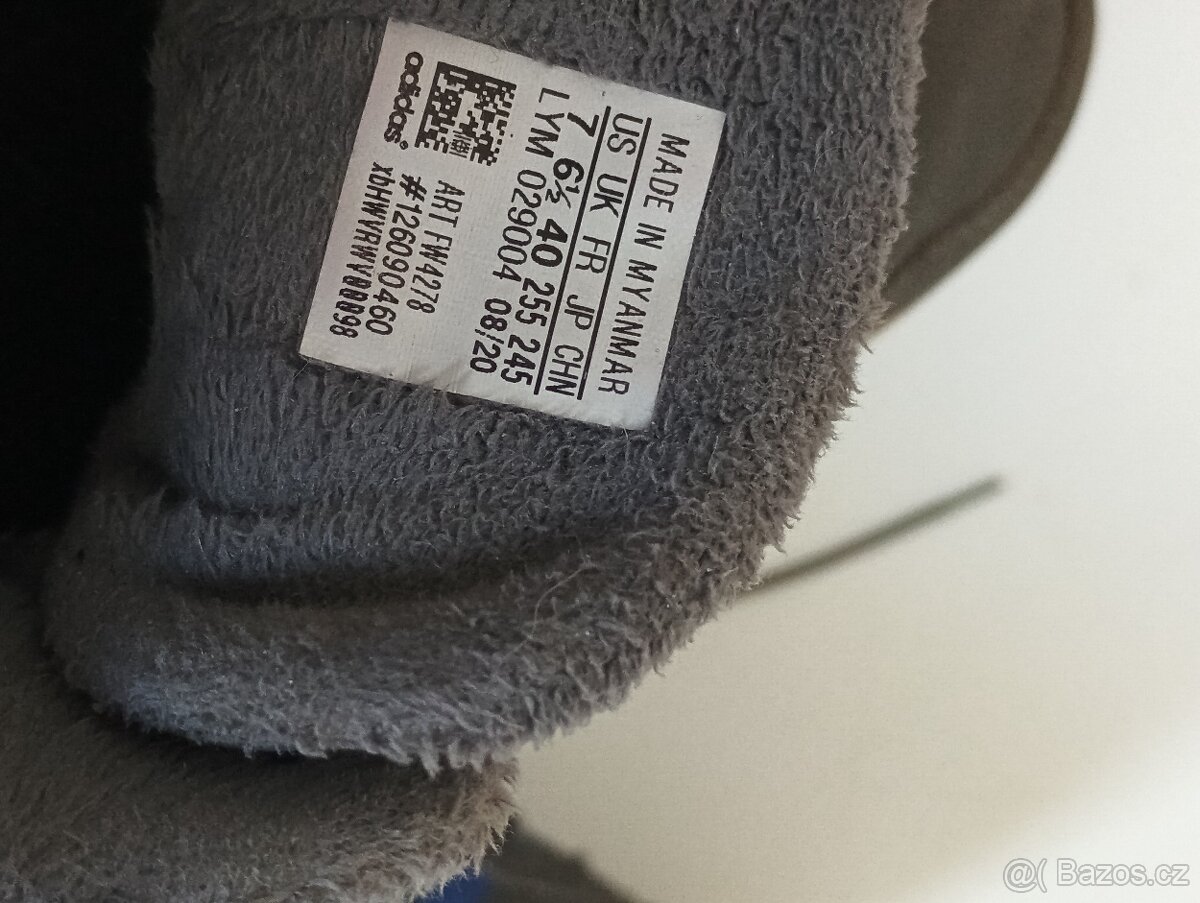 MADE IN MYANMAR
US UK FR JP CHN
7 6½ 40 255 245
LYM 029004 08/20
ART FW4278
#126090460
adidas®
@( Bazos.cz